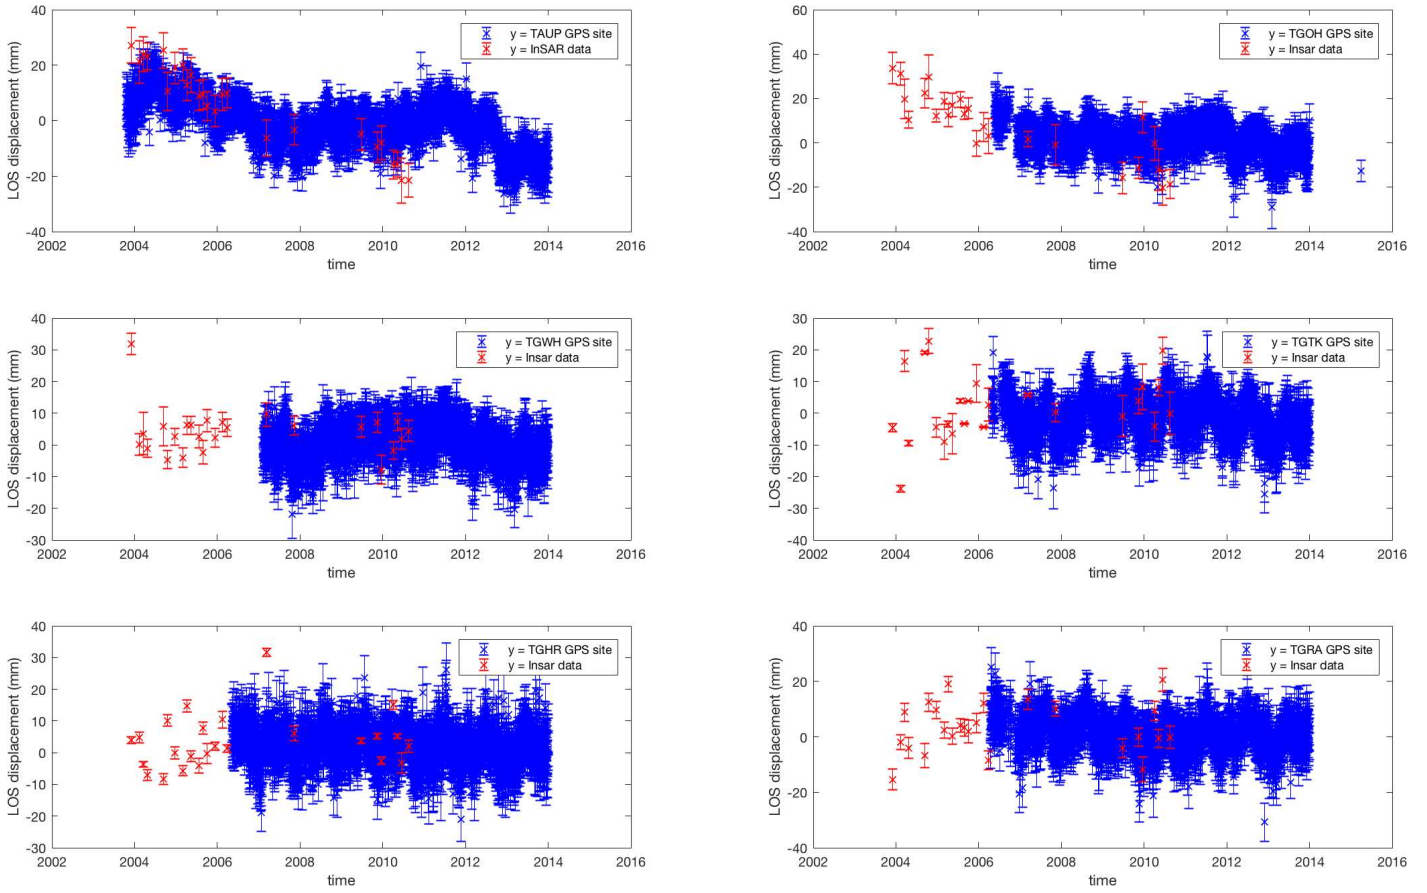 40
20
0
-20
-40
LOS displacement (mm)
2002 2004 2006 2008 2010 2012 2014 2016
time
y = TAUP GPS site
y = InSAR data
60
40
20
0
-20
-40
LOS displacement (mm)
2002 2004 2006 2008 2010 2012 2014 2016
time
y = TGOH GPS site
y = Insar data
40
30
20
10
0
-10
-20
-30
LOS displacement (mm)
2002 2004 2006 2008 2010 2012 2014 2016
time
y = TGWH GPS site
y = Insar data
30
20
10
0
-10
-20
-30
-40
LOS displacement (mm)
2002 2004 2006 2008 2010 2012 2014 2016
time
y = TGTK GPS site
y = Insar data
40
30
20
10
0
-10
-20
-30
LOS displacement (mm)
2002 2004 2006 2008 2010 2012 2014 2016
time
y = TGHR GPS site
y = Insar data
40
20
0
-20
-40
LOS displacement (mm)
2002 2004 2006 2008 2010 2012 2014 2016
time
y = TGRA GPS site
y = Insar data